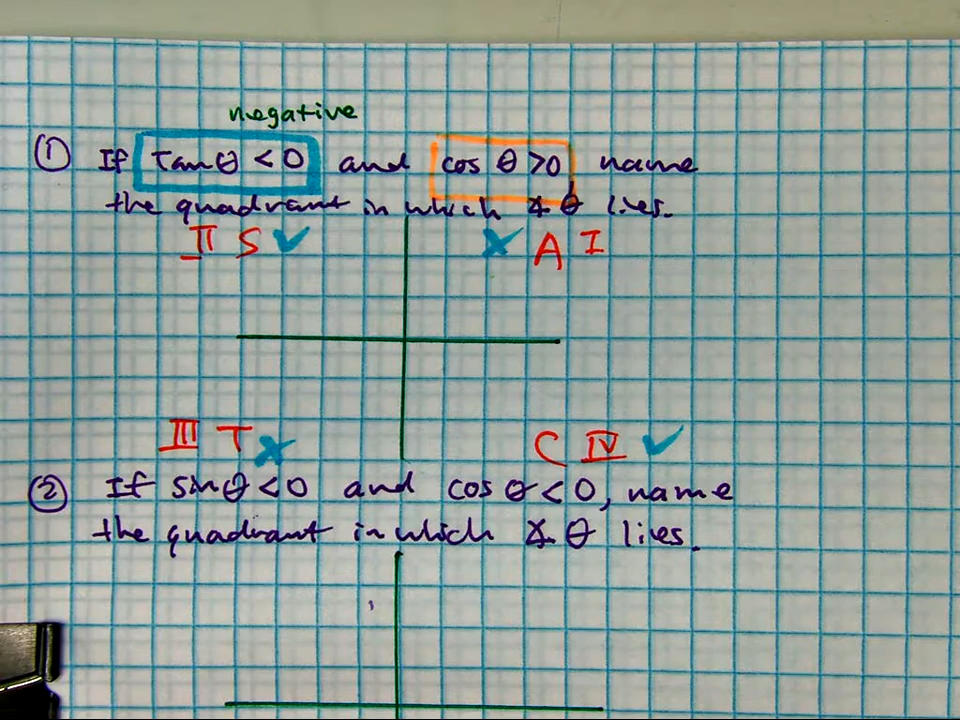 negative
① If Tan θ < 0 and cos θ > 0, name
the quadrant in which ∡ θ lies.
II S ✓ ✗ A I
III T ✗ C IV ✓
② If sin θ < 0 and cos θ < 0, name
the quadrant in which ∡ θ lies.